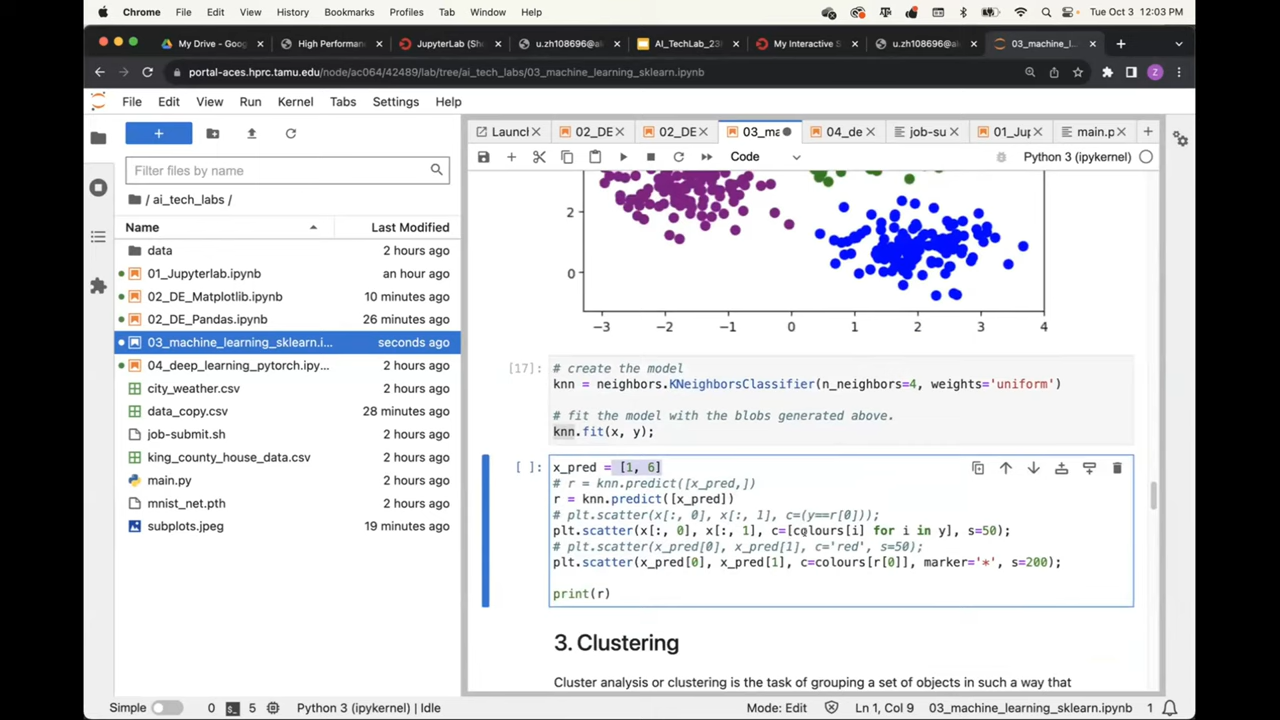 Chrome File Edit View History Bookmarks Profiles Tab Window Help Tue Oct 3 12:03 PM
My Drive - Goo High Performan JupyterLab (Sha u.zh108696@al AI_TechLab_23 My Interactive S u.zh108696@al 03_machine_l
portal-aces.hprc.tamu.edu/node/ac064/42489/lab/tree/ai_tech_labs/03_machine_learning_sklearn.ipynb Z
File Edit View Run Kernel Tabs Settings Help
Launcl 02_DE 02_DE 03_ma 04_de job-su 01_Jup main.p
Code Python 3 (ipykernel)
Filter files by name
/ ai_tech_labs /
Name Last Modified
data 2 hours ago
01_Jupyterlab.ipynb an hour ago
02_DE_Matplotlib.ipynb 10 minutes ago
02_DE_Pandas.ipynb 26 minutes ago
03_machine_learning_sklearn.i... seconds ago
04_deep_learning_pytorch.ipy... 2 hours ago
city_weather.csv 2 hours ago
data_copy.csv 28 minutes ago
job-submit.sh 2 hours ago
king_county_house_data.csv 2 hours ago
main.py 2 hours ago
mnist_net.pth 2 hours ago
subplots.jpeg 19 minutes ago
2
0
−3 −2 −1 0 1 2 3 4
[17]: # create the model
knn = neighbors.KNeighborsClassifier(n_neighbors=4, weights='uniform')
# fit the model with the blobs generated above.
knn.fit(x, y);
[ ]: x_pred = [1, 6]
# r = knn.predict([x_pred,])
r = knn.predict([x_pred])
# plt.scatter(x[:, 0], x[:, 1], c=(y==r[0]));
plt.scatter(x[:, 0], x[:, 1], c=[colours[i] for i in y], s=50);
# plt.scatter(x_pred[0], x_pred[1], c='red', s=50);
plt.scatter(x_pred[0], x_pred[1], c=colours[r[0]], marker='*', s=200);
print(r)
3. Clustering
Cluster analysis or clustering is the task of grouping a set of objects in such a way that
Simple 0 5 Python 3 (ipykernel) | Idle Mode: Edit Ln 1, Col 9 03_machine_learning_sklearn.ipynb 1